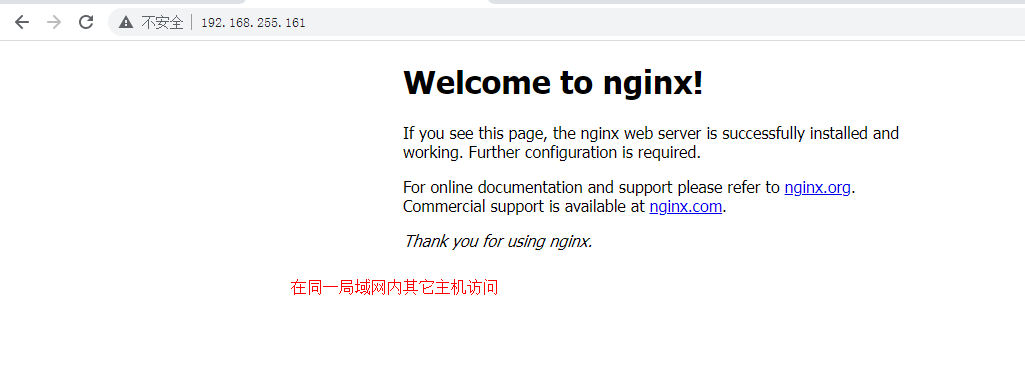 不安全 192.168.255.161
Welcome to nginx!
If you see this page, the nginx web server is successfully installed and
working. Further configuration is required.
For online documentation and support please refer to nginx.org.
Commercial support is available at nginx.com.
Thank you for using nginx.
在同一局域网内其它主机访问